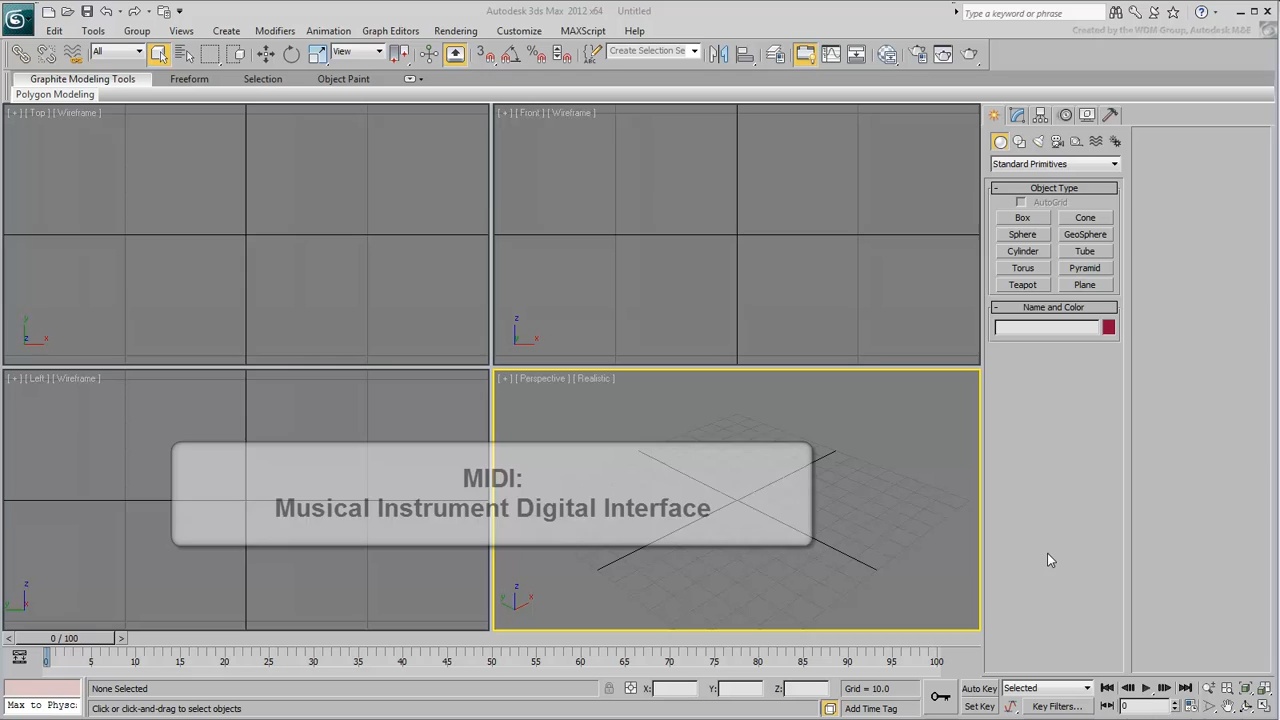 Autodesk 3ds Max 2012 x64 Untitled
Type a keyword or phrase
Edit Tools Group Views Create Modifiers Animation Graph Editors Rendering Customize MAXScript Help
Created by the WDM Group, Autodesk M&E
All View Create Selection Se
Graphite Modeling Tools Freeform Selection Object Paint
Polygon Modeling
[ + ] [ Top ] [ Wireframe ]
[ + ] [ Front ] [ Wireframe ]
Standard Primitives
- Object Type
AutoGrid
Box Cone
Sphere GeoSphere
Cylinder Tube
Torus Pyramid
Teapot Plane
- Name and Color
y
z x
z
y x
[ + ] [ Left ] [ Wireframe ]
[ + ] [ Perspective ] [ Realistic ]
MIDI:
Musical Instrument Digital Interface
z
y x
z
y x
< 0 / 100 >
0 5 10 15 20 25 30 35 40 45 50 55 60 65 70 75 80 85 90 95 100
None Selected X: Y: Z: Grid = 10.0 Auto Key Selected
Max to Physc Click or click-and-drag to select objects Add Time Tag Set Key Key Filters... 0